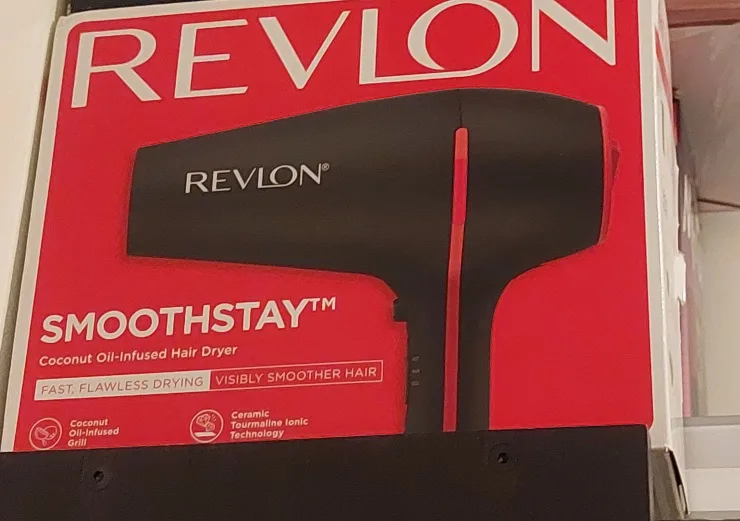 REVLON
REVLON®
SMOOTHSTAY™
Coconut Oil-Infused Hair Dryer
FAST, FLAWLESS DRYING VISIBLY SMOOTHER HAIR
Coconut
Oil-Infused
Grill
Ceramic
Tourmaline Ionic
Technology